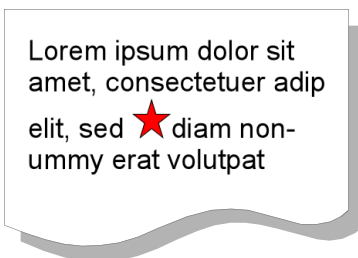 Lorem ipsum dolor sit
amet, consectetuer adip
elit, sed diam non-
ummy erat volutpat